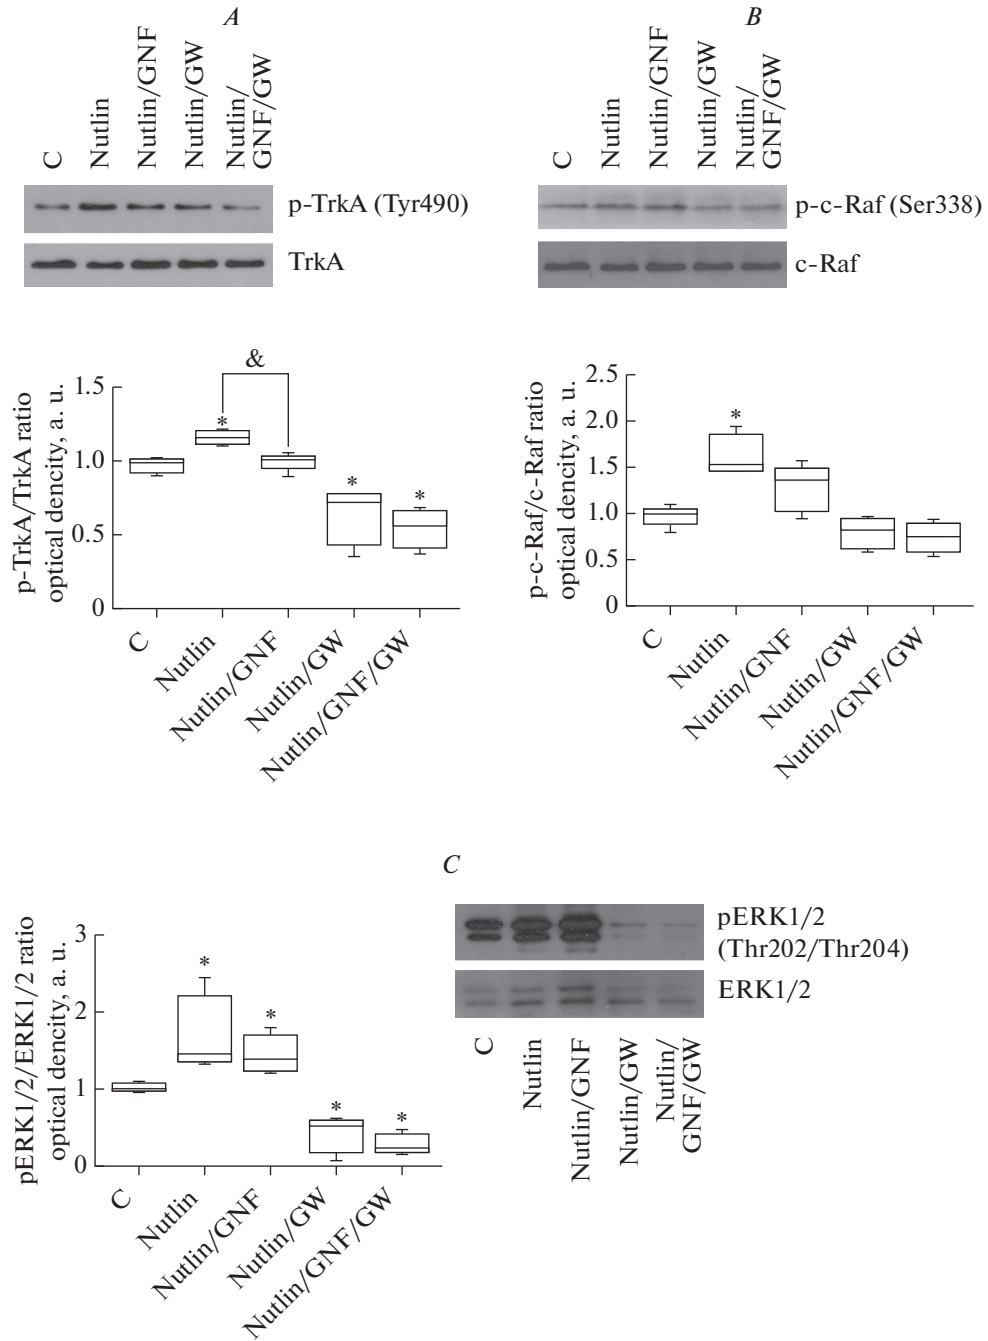 A
C
Nutlin
Nutlin/GNF
Nutlin/GW
Nutlin/
GNF/GW
p-TrkA (Tyr490)
TrkA
&
p-TrkA/TrkA ratio
optical dencity, a. u.
1.5
1.0
0.5
0
*
*
*
C
Nutlin
Nutlin/GNF
Nutlin/GW
Nutlin/GNF/GW
B
C
Nutlin
Nutlin/GNF
Nutlin/GW
Nutlin/
GNF/GW
p-c-Raf (Ser338)
c-Raf
p-c-Raf/c-Raf ratio
optical dencity, a. u.
2.5
2.0
1.5
1.0
0.5
0
*
C
Nutlin
Nutlin/GNF
Nutlin/GW
Nutlin/GNF/GW
C
pERK1/2/ERK1/2 ratio
optical dencity, a. u.
3
2
1
0
*
*
*
*
C
Nutlin
Nutlin/GNF
Nutlin/GW
Nutlin/GNF/GW
pERK1/2
(Thr202/Thr204)
ERK1/2
C
Nutlin
Nutlin/GNF
Nutlin/GW
Nutlin/
GNF/GW